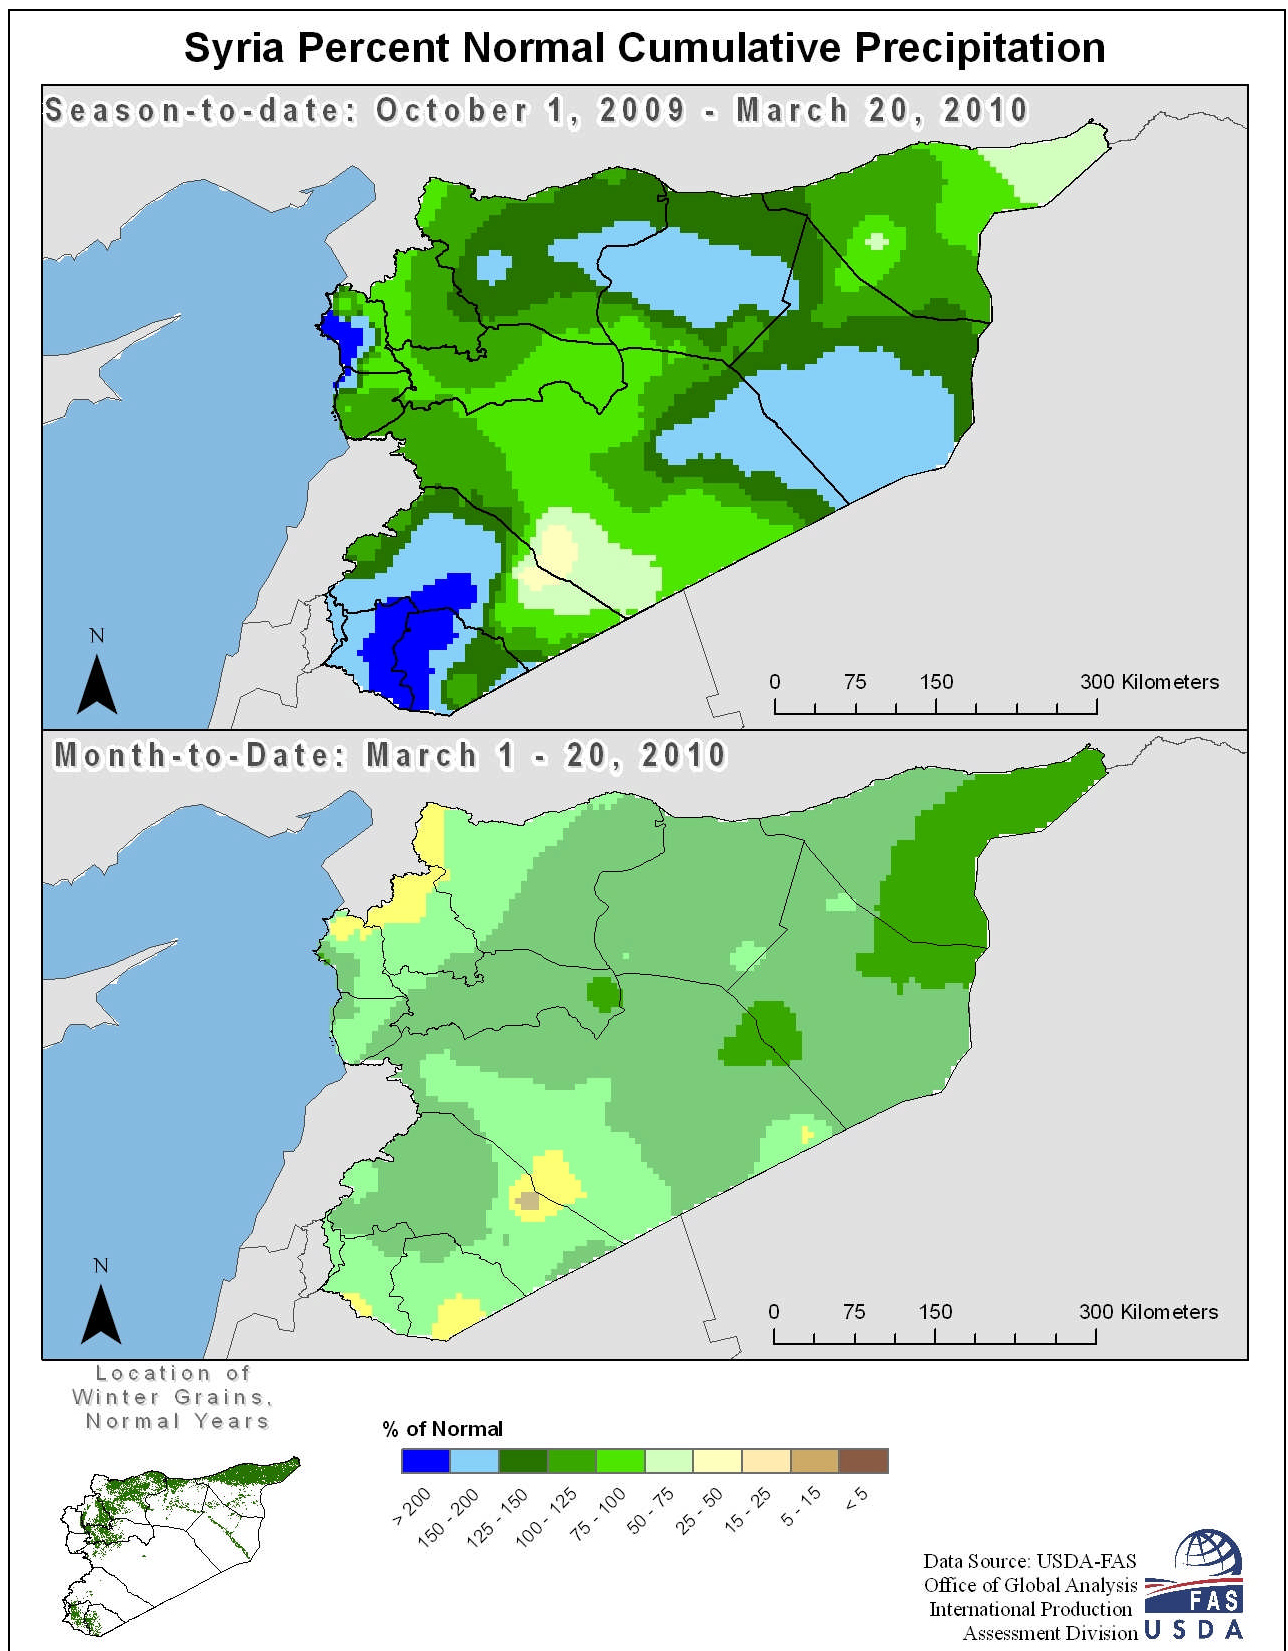 Syria Percent Normal Cumulative Precipitation
Season-to-date: October 1, 2009 - March 20, 2010
N
0 75 150 300 Kilometers
Month-to-Date: March 1 - 20, 2010
N
0 75 150 300 Kilometers
Location of
Winter Grains,
Normal Years
% of Normal
> 200
150 - 200
125 - 150
100 - 125
75 - 100
50 - 75
25 - 50
15 - 25
5 - 15
< 5
Data Source: USDA-FAS
Office of Global Analysis
International Production
Assessment Division
FAS
USDA